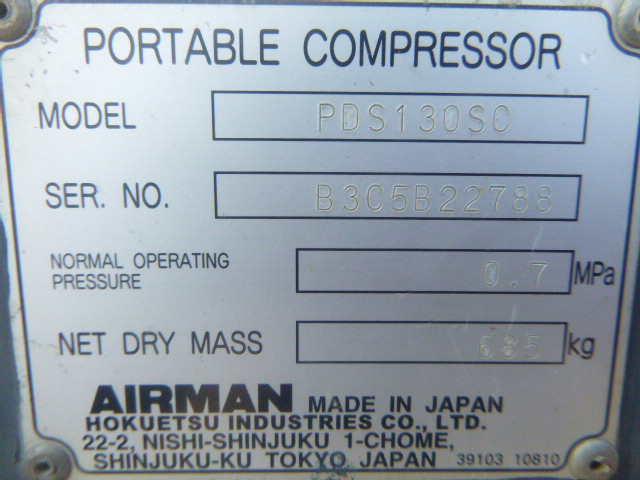 PORTABLE COMPRESSOR
MODEL PDS130SC
SER. NO. B3C5B22788
NORMAL OPERATING PRESSURE 0.7 MPa
NET DRY MASS 685 kg
AIRMAN MADE IN JAPAN
HOKUETSU INDUSTRIES CO., LTD.
22-2, NISHI-SHINJUKU 1-CHOME,
SHINJUKU-KU TOKYO JAPAN 39103 10810